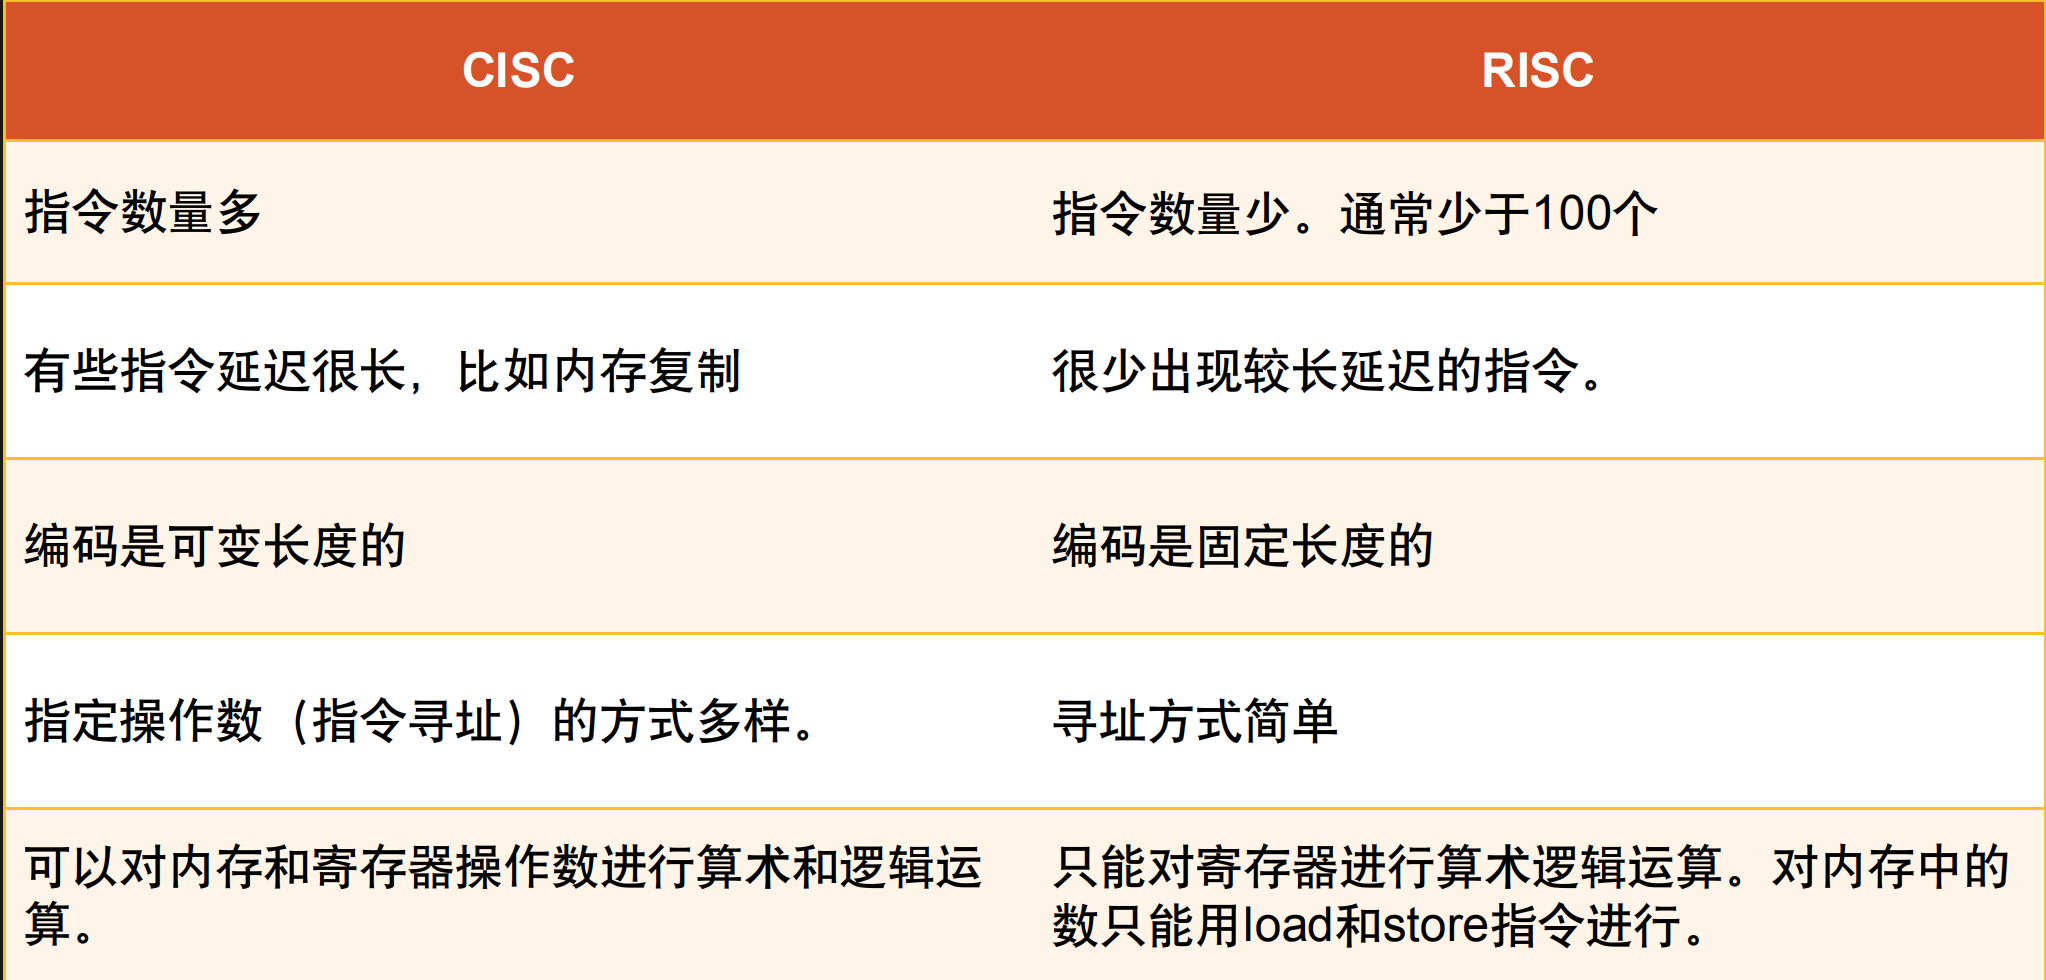 CISC
RISC
指令数量多
指令数量少。通常少于100个
有些指令延迟很长，比如内存复制
很少出现较长延迟的指令。
编码是可变长度的
编码是固定长度的
指定操作数（指令寻址）的方式多样。
寻址方式简单
可以对内存和寄存器操作数进行算术和逻辑运
算。
只能对寄存器进行算术逻辑运算。对内存中的
数只能用load和store指令进行。